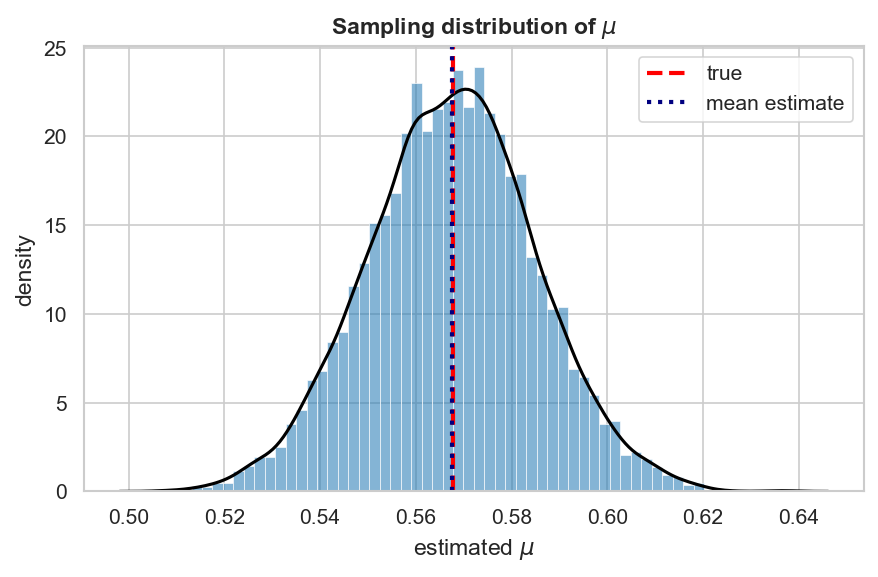 Sampling distribution of μ
25
20
15
10
5
0
density
true
mean estimate
0.50 0.52 0.54 0.56 0.58 0.60 0.62 0.64
estimated μ